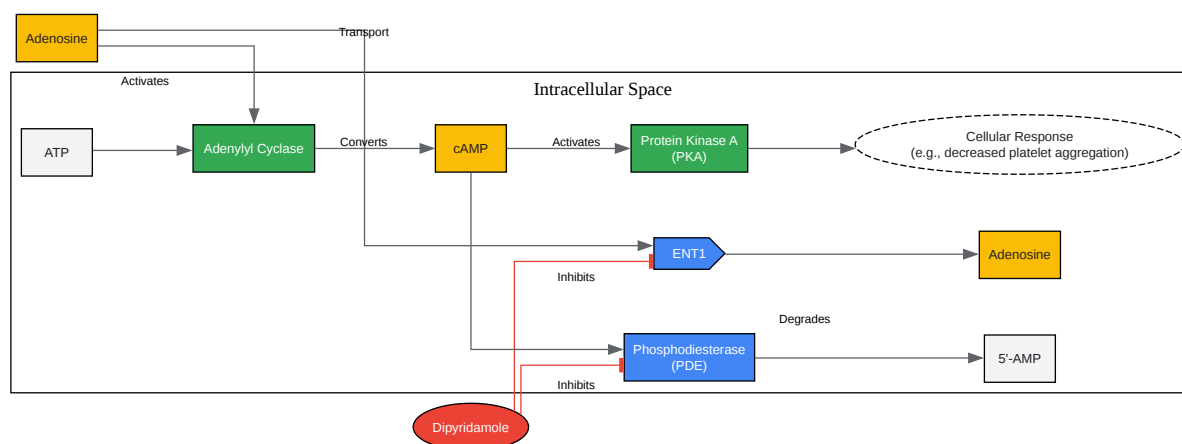 Adenosine
Transport
Activates
Intracellular Space
ATP
Adenylyl Cyclase
Converts
cAMP
Activates
Protein Kinase A
(PKA)
Cellular Response
(e.g., decreased platelet aggregation)
ENT1
Adenosine
Inhibits
Degrades
Phosphodiesterase
(PDE)
5'-AMP
Inhibits
Dipyridamole